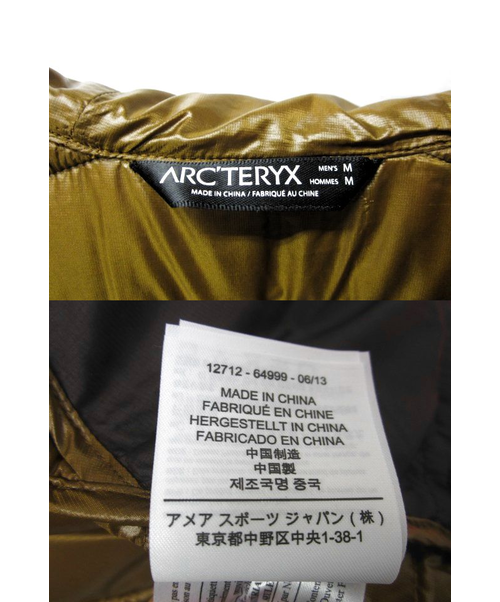 ARC'TERYX MEN'S M
HOMMES M
MADE IN CHINA / FABRIQUÉ AU CHINE
12712 - 64999 - 06/13
MADE IN CHINA
FABRIQUÉ EN CHINE
HERGESTELLT IN CHINA
FABRICADO EN CHINA
中国制造
中国製
제조국명 중국
アメア スポーツ ジャパン ( 株 )
東京都中野区中央1-38-1